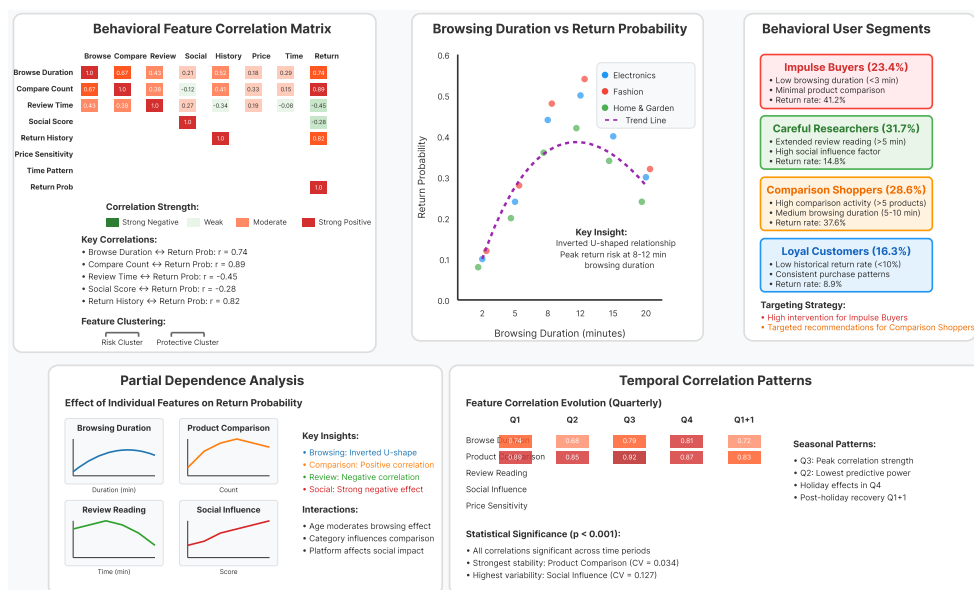 Behavioral Feature Correlation Matrix
Browse Compare Review Social History Price Time Return
Browse Duration 1.0 0.67 0.43 0.21 0.52 0.18 0.29 0.74
Compare Count 0.67 1.0 0.38 -0.12 0.41 0.33 0.15 0.89
Review Time 0.43 0.38 1.0 0.27 -0.34 0.19 -0.08 -0.45
Social Score 1.0 -0.28
Return History 1.0 0.82
Price Sensitivity
Time Pattern
Return Prob 1.0
Correlation Strength:
Strong Negative Weak Moderate Strong Positive
Key Correlations:
• Browse Duration ↔ Return Prob: r = 0.74
• Compare Count ↔ Return Prob: r = 0.89
• Review Time ↔ Return Prob: r = -0.45
• Social Score ↔ Return Prob: r = -0.28
• Return History ↔ Return Prob: r = 0.82
Feature Clustering:
Risk Cluster Protective Cluster
Browsing Duration vs Return Probability
Return Probability
0.6
0.5
0.4
0.3
0.2
0.1
0.0
2 5 8 12 15 20
Browsing Duration (minutes)
Electronics
Fashion
Home & Garden
Trend Line
Key Insight:
Inverted U-shaped relationship
Peak return risk at 8-12 min
browsing duration
Behavioral User Segments
Impulse Buyers (23.4%)
• Low browsing duration (<3 min)
• Minimal product comparison
• Return rate: 41.2%
Careful Researchers (31.7%)
• Extended review reading (>5 min)
• High social influence factor
• Return rate: 14.8%
Comparison Shoppers (28.6%)
• High comparison activity (>5 products)
• Medium browsing duration (5-10 min)
• Return rate: 37.6%
Loyal Customers (16.3%)
• Low historical return rate (<10%)
• Consistent purchase patterns
• Return rate: 8.9%
Targeting Strategy:
• High intervention for Impulse Buyers
• Targeted recommendations for Comparison Shoppers
Partial Dependence Analysis
Effect of Individual Features on Return Probability
Browsing Duration
Duration (min)
Product Comparison
Count
Review Reading
Time (min)
Social Influence
Score
Key Insights:
• Browsing: Inverted U-shape
• Comparison: Positive correlation
• Review: Negative correlation
• Social: Strong negative effect
Interactions:
• Age moderates browsing effect
• Category influences comparison
• Platform affects social impact
Temporal Correlation Patterns
Feature Correlation Evolution (Quarterly)
Q1 Q2 Q3 Q4 Q1+1
Browse Duration 0.74 0.68 0.79 0.81 0.72
Product Comparison 0.89 0.85 0.92 0.87 0.83
Review Reading
Social Influence
Price Sensitivity
Seasonal Patterns:
• Q3: Peak correlation strength
• Q2: Lowest predictive power
• Holiday effects in Q4
• Post-holiday recovery Q1+1
Statistical Significance (p < 0.001):
• All correlations significant across time periods
• Strongest stability: Product Comparison (CV = 0.034)
• Highest variability: Social Influence (CV = 0.127)